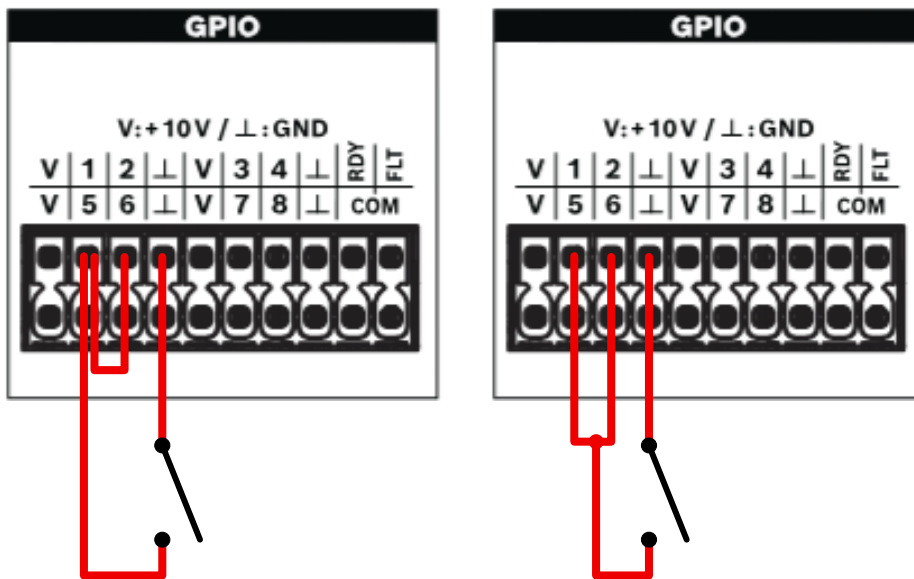 GPIO
V:+10V / ⊥:GND
V 1 2 ⊥ V 3 4 ⊥ RDY FLT
V 5 6 ⊥ V 7 8 ⊥ COM
GPIO
V:+10V / ⊥:GND
V 1 2 ⊥ V 3 4 ⊥ RDY FLT
V 5 6 ⊥ V 7 8 ⊥ COM